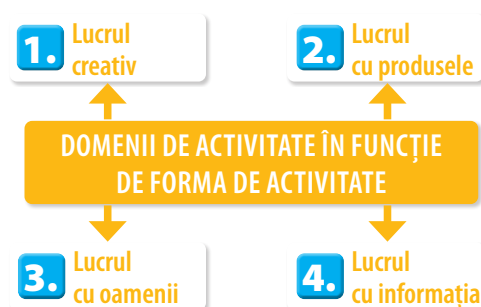 1. Lucrul
creativ
2. Lucrul
cu produsele
DOMENII DE ACTIVITATE ÎN FUNCȚIE
DE FORMA DE ACTIVITATE
3. Lucrul
cu oamenii
4. Lucrul
cu informația